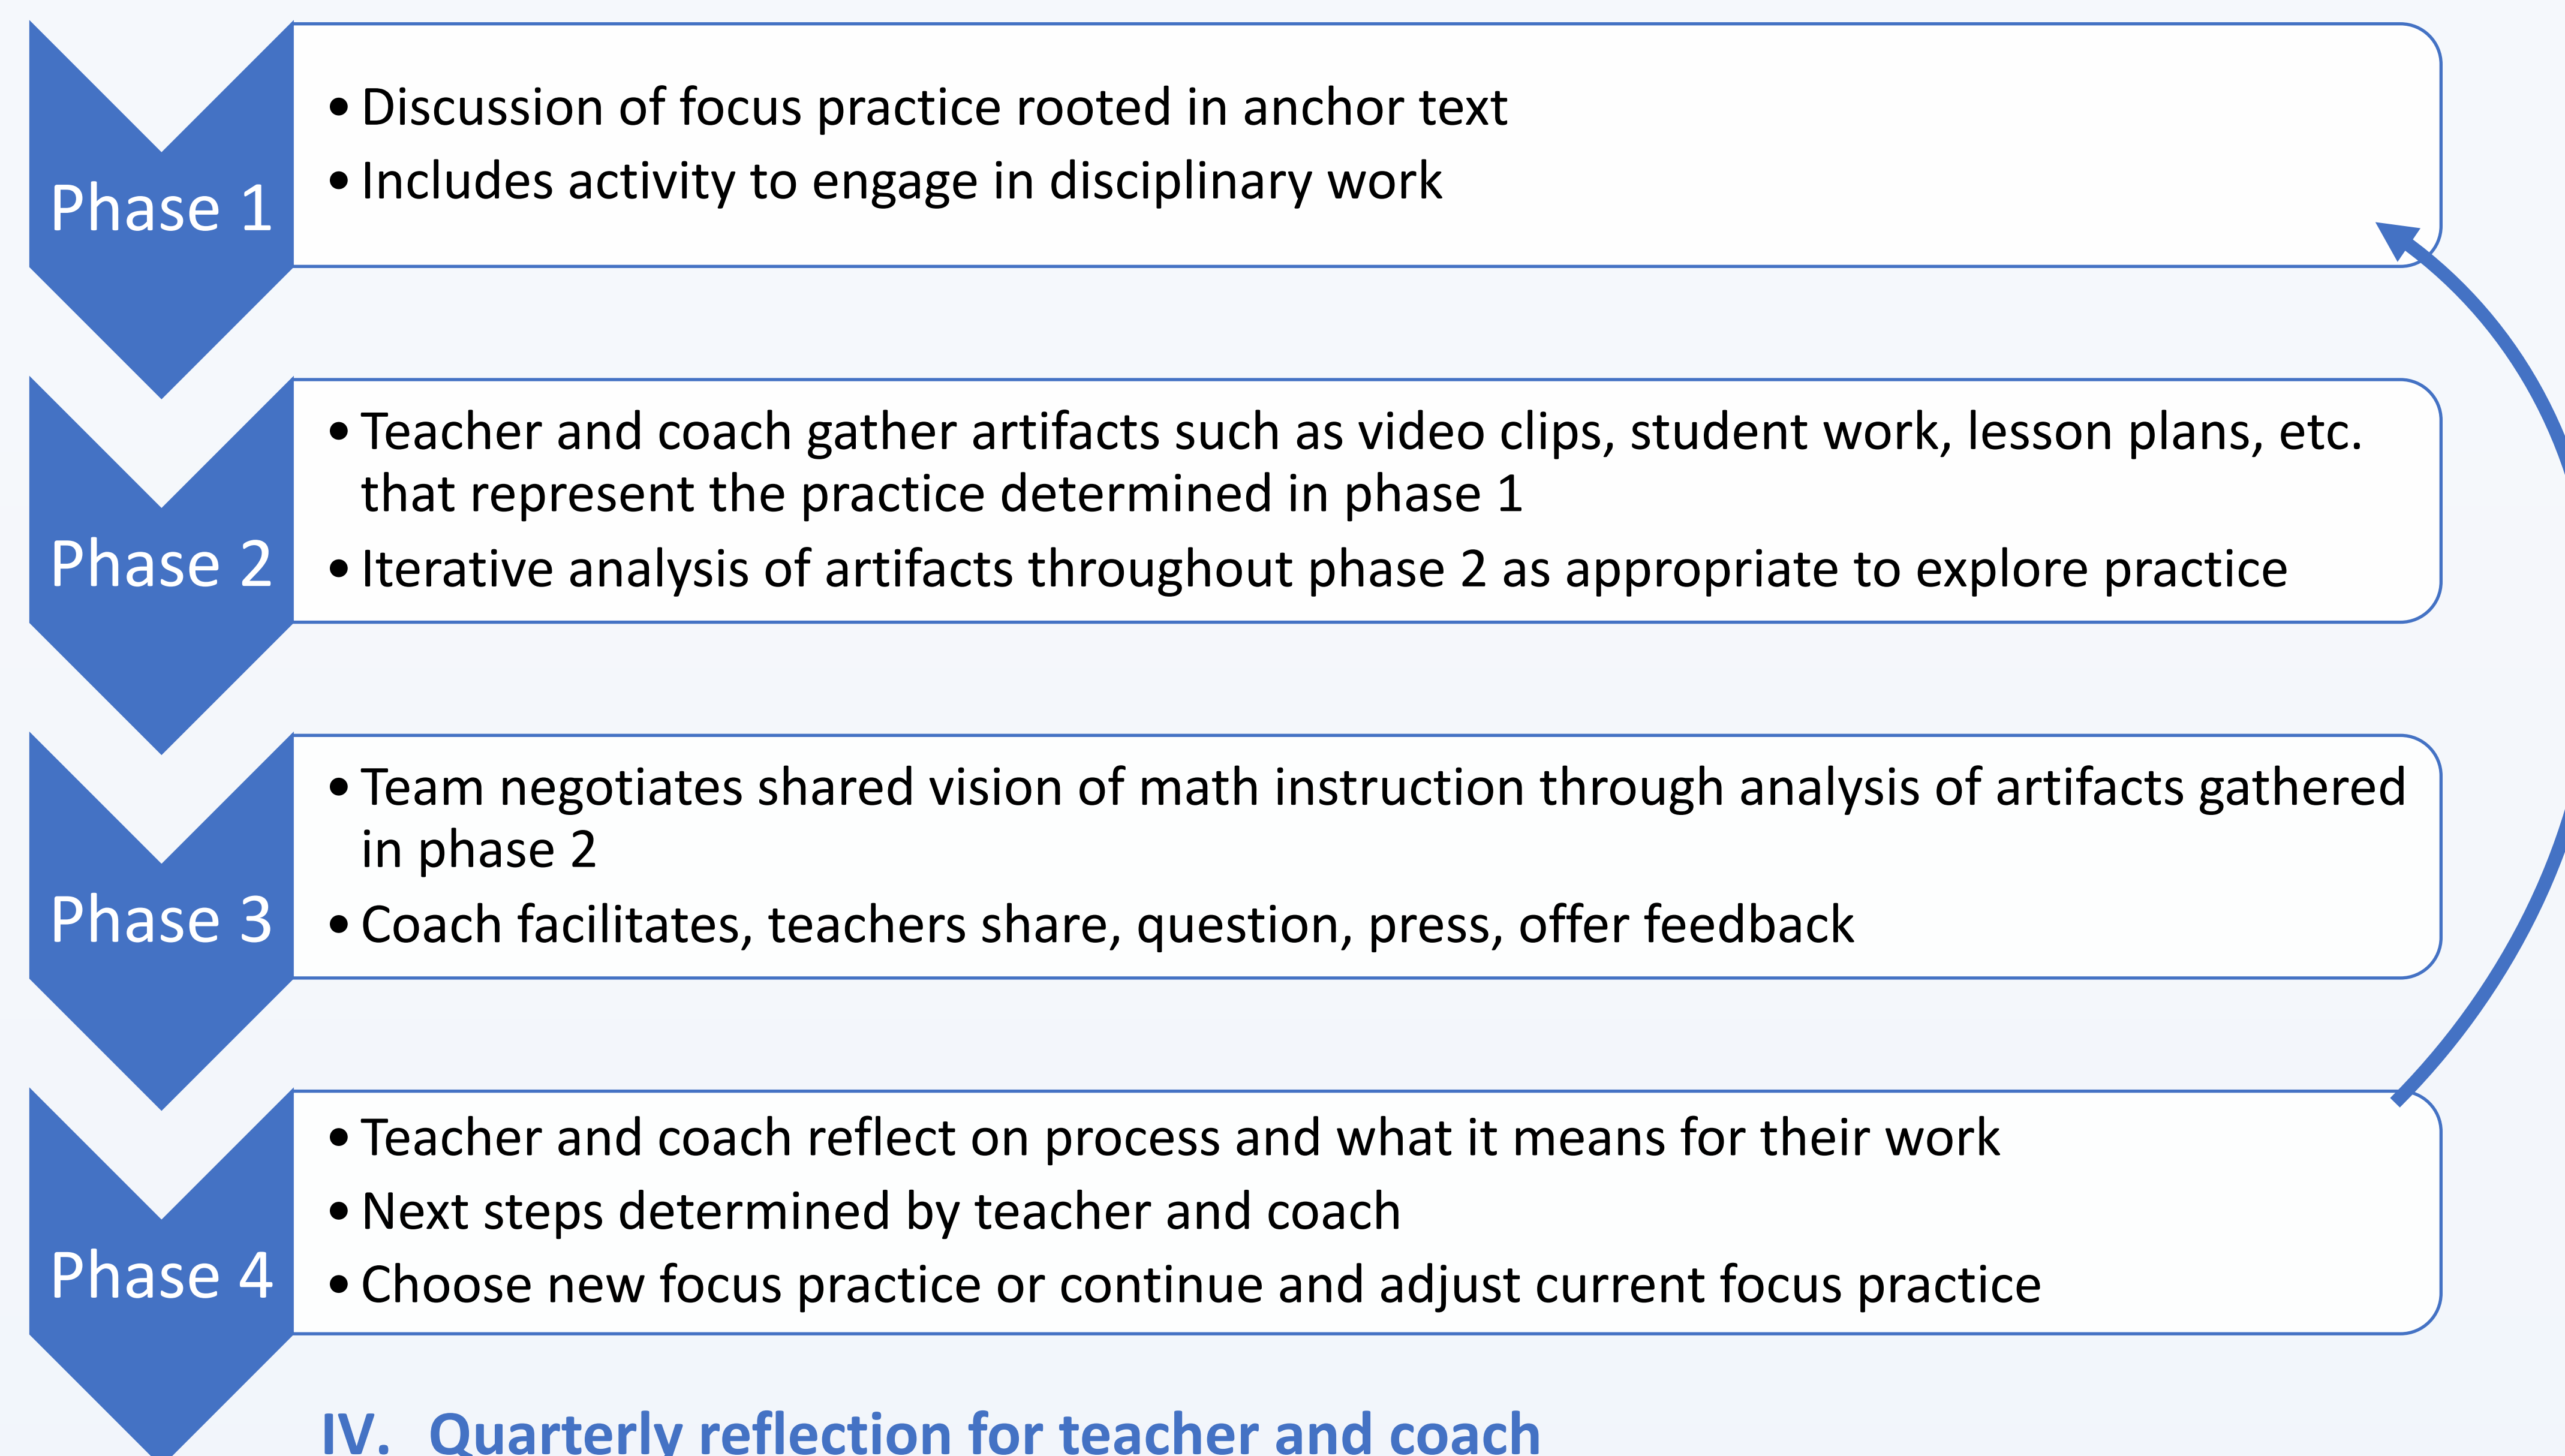 Phase 1
• Discussion of focus practice rooted in anchor text
• Includes activity to engage in disciplinary work
Phase 2
• Teacher and coach gather artifacts such as video clips, student work, lesson plans, etc.
that represent the practice determined in phase 1
• Iterative analysis of artifacts throughout phase 2 as appropriate to explore practice
Phase 3
• Team negotiates shared vision of math instruction through analysis of artifacts gathered
in phase 2
• Coach facilitates, teachers share, question, press, offer feedback
Phase 4
• Teacher and coach reflect on process and what it means for their work
• Next steps determined by teacher and coach
• Choose new focus practice or continue and adjust current focus practice
IV. Quarterly reflection for teacher and coach